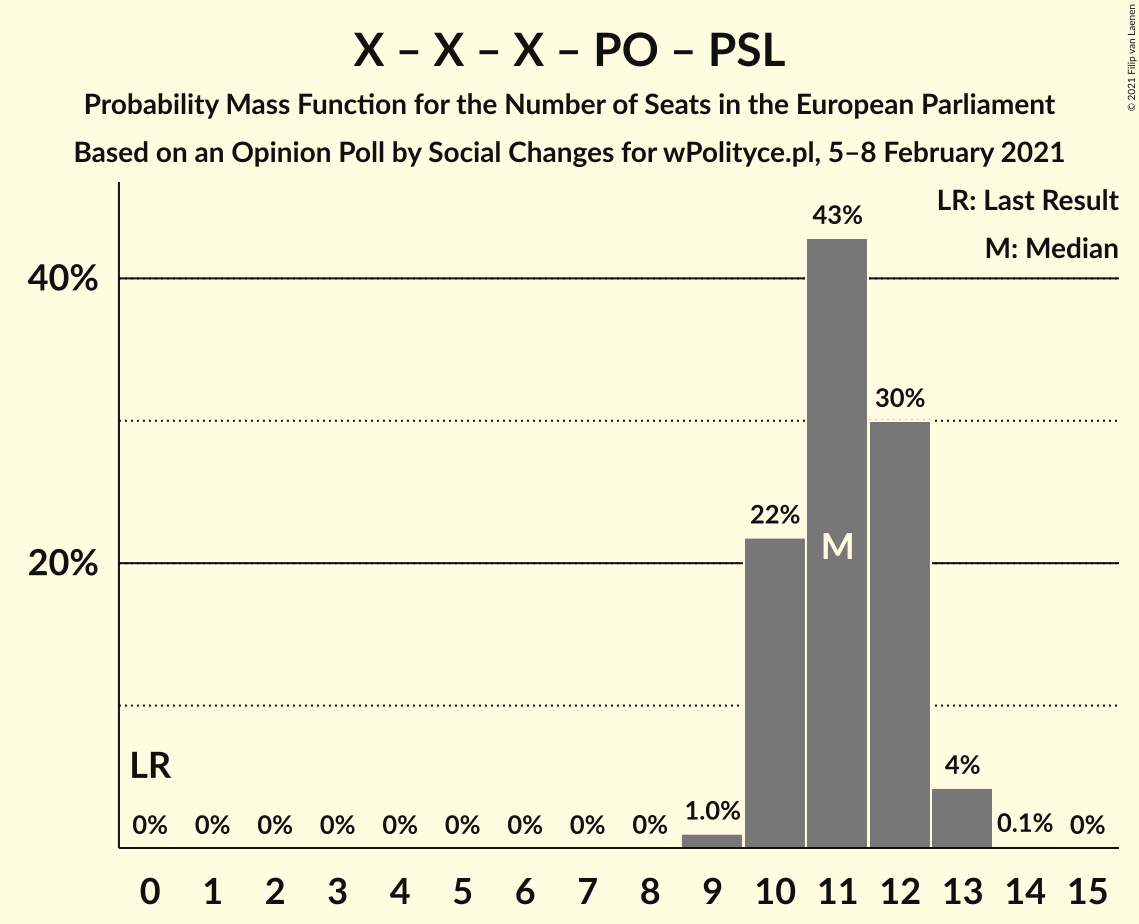 X – X – X – PO – PSL
Probability Mass Function for the Number of Seats in the European Parliament
Based on an Opinion Poll by Social Changes for wPolityce.pl, 5–8 February 2021
© 2021 Filip van Laenen
LR: Last Result
M: Median
43%
40%
30%
22%
M
20%
LR
4%
0% 0% 0% 0% 0% 0% 0% 0% 0% 1.0% 0.1% 0%
0 1 2 3 4 5 6 7 8 9 10 11 12 13 14 15